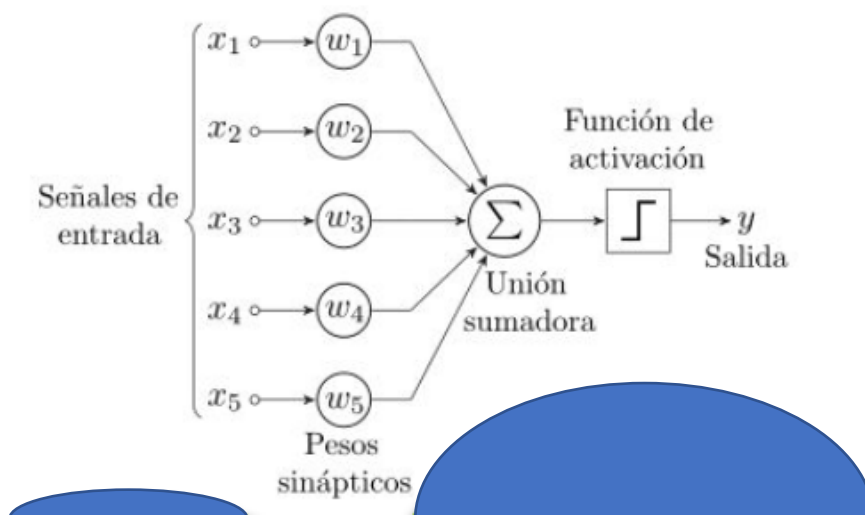 x1 w1
x2 w2
Función de
activación
Señales de
entrada
x3 w3 Σ y
Salida
Unión
sumadora
x4 w4
x5 w5
Pesos
sinápticos